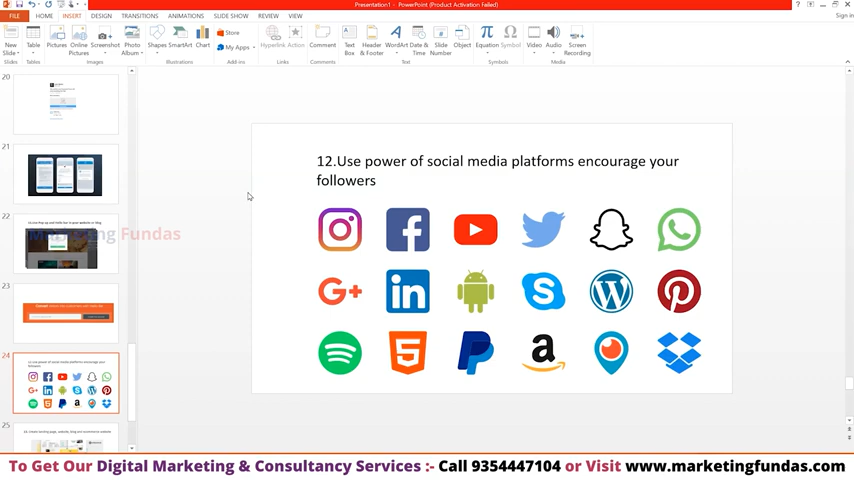 Presentation1 - PowerPoint (Product Activation Failed)
FILE HOME INSERT DESIGN TRANSITIONS ANIMATIONS SLIDE SHOW REVIEW VIEW
Sign in
New Slide Table Pictures Online Pictures Screenshot Photo Album Shapes SmartArt Chart Store My Apps Hyperlink Action Comment Text Box Header & Footer WordArt Date & Time Slide Number Object Equation Symbol Video Audio Screen Recording
Slides Tables Images Illustrations Add-ins Links Comments Text Symbols Media
20
21
22
Marketing Fundas
23
24
25
12.Use power of social media platforms encourage your
followers
G+
in
S
W
5
a
To Get Our Digital Marketing & Consultancy Services :- Call 9354447104 or Visit www.marketingfundas.com